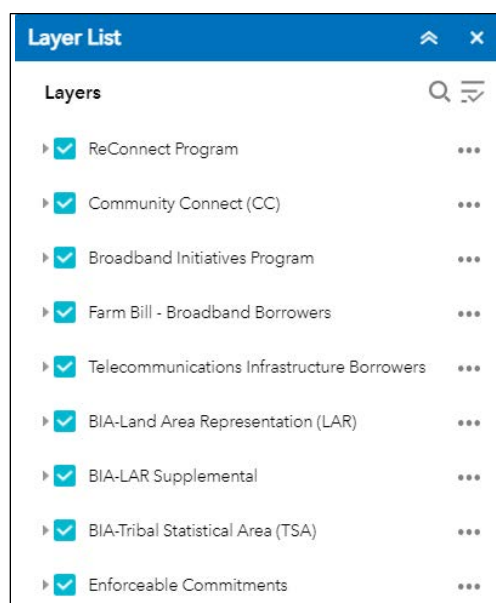 Layer List
Layers
ReConnect Program
Community Connect (CC)
Broadband Initiatives Program
Farm Bill - Broadband Borrowers
Telecommunications Infrastructure Borrowers
BIA-Land Area Representation (LAR)
BIA-LAR Supplemental
BIA-Tribal Statistical Area (TSA)
Enforceable Commitments